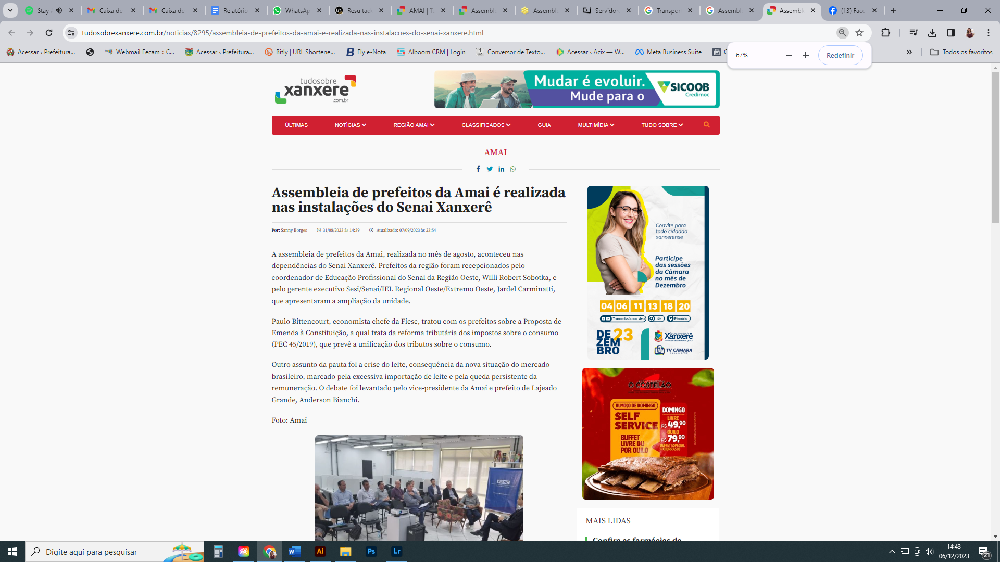 Stay
Caixa de
Caixa de
Relatório
WhatsAp
Resultad
AMAI | Tu
Assemble
Assemble
Servidore
Transpor
Assembl
Assemble
(13) Face
tudosobrexanxere.com.br/noticias/8295/assembleia-de-prefeitos-da-amai-e-realizada-nas-instalacoes-do-senai-xanxere.html
Acessar ‹ Prefeitura...
Webmail Fecam :: C...
Acessar ‹ Prefeitura...
Bitly | URL Shortene...
Fly e-Nota
Alboom CRM | Login
Conversor de Texto...
Acessar ‹ Acix — W...
Meta Business Suite
Todos os favoritos
67%
Redefinir
tudosobre
xanxere
.com.br
Mudar é evoluir.
Mude para o
SICOOB
Credimoc
ÚLTIMAS NOTÍCIAS REGIÃO AMAI CLASSIFICADOS GUIA MULTIMÍDIA TUDO SOBRE
AMAI
Assembleia de prefeitos da Amai é realizada
nas instalações do Senai Xanxerê
Por: Sanny Borges 31/08/2023 às 14:39 Atualizado: 07/09/2023 às 23:54
A assembleia de prefeitos da Amai, realizada no mês de agosto, aconteceu nas
dependências do Senai Xanxerê. Prefeitos da região foram recepcionados pelo
coordenador de Educação Profissional do Senai da Região Oeste, Willi Robert Sobotka, e
pelo gerente executivo Sesi/Senai/IEL Regional Oeste/Extremo Oeste, Jardel Carminatti,
que apresentaram a ampliação da unidade.
Paulo Bittencourt, economista chefe da Fiesc, tratou com os prefeitos sobre a Proposta de
Emenda à Constituição, a qual trata da reforma tributária dos impostos sobre o consumo
(PEC 45/2019), que prevê a unificação dos tributos sobre o consumo.
Outro assunto da pauta foi a crise do leite, consequência da nova situação do mercado
brasileiro, marcado pela excessiva importação de leite e pela queda persistente da
remuneração. O debate foi levantado pelo vice-presidente da Amai e prefeito de Lajeado
Grande, Anderson Bianchi.
Foto: Amai
FIESC
Convite para
todo cidadão
xanxerense
Participe
das sessões
da Câmara
no mês de
Dezembro
04 06 11 13 18 20
Transmissão ao vivo 19h Plenário
DE 23
ZEM
BRO
Xanxerê
TV CÂMARA
O COSTELÃO
ALMOÇO DE DOMINGO
SELF
SERVICE
BUFFET
LIVRE OU
POR QUILO
DOMINGO
LIVRE
R$ 49,90
QUILO
R$ 79,90
BUFFET ESPECIAL
+ CHURRASCO
MAIS LIDAS
Confira as farmácias de
Digite aqui para pesquisar
Ai
Ps
Lr
14:43
06/12/2023
21